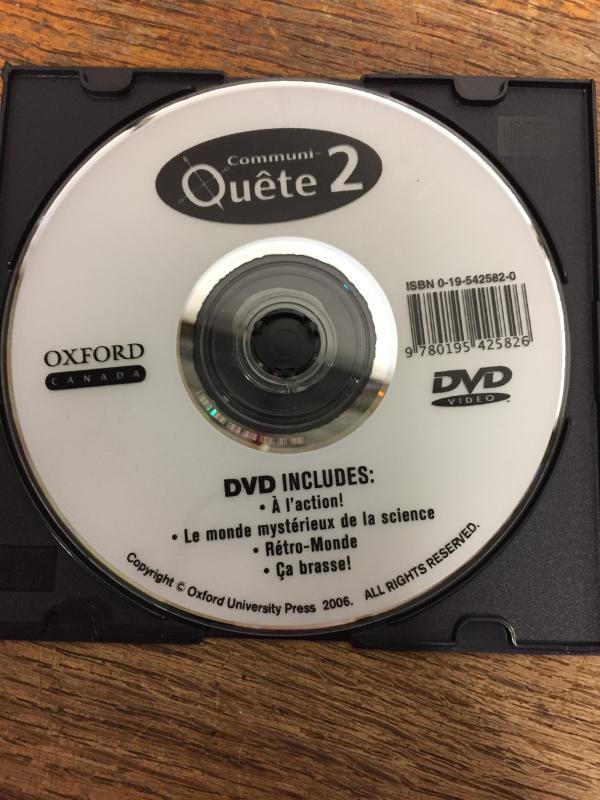 Communi-
Quête 2
ISBN 0-19-542582-0
9 780195 425826
OXFORD
CANADA
DVD
VIDEO
DVD INCLUDES:
• À l'action!
• Le monde mystérieux de la science
• Rétro-Monde
• Ça brasse!
Copyright © Oxford University Press 2006. ALL RIGHTS RESERVED.